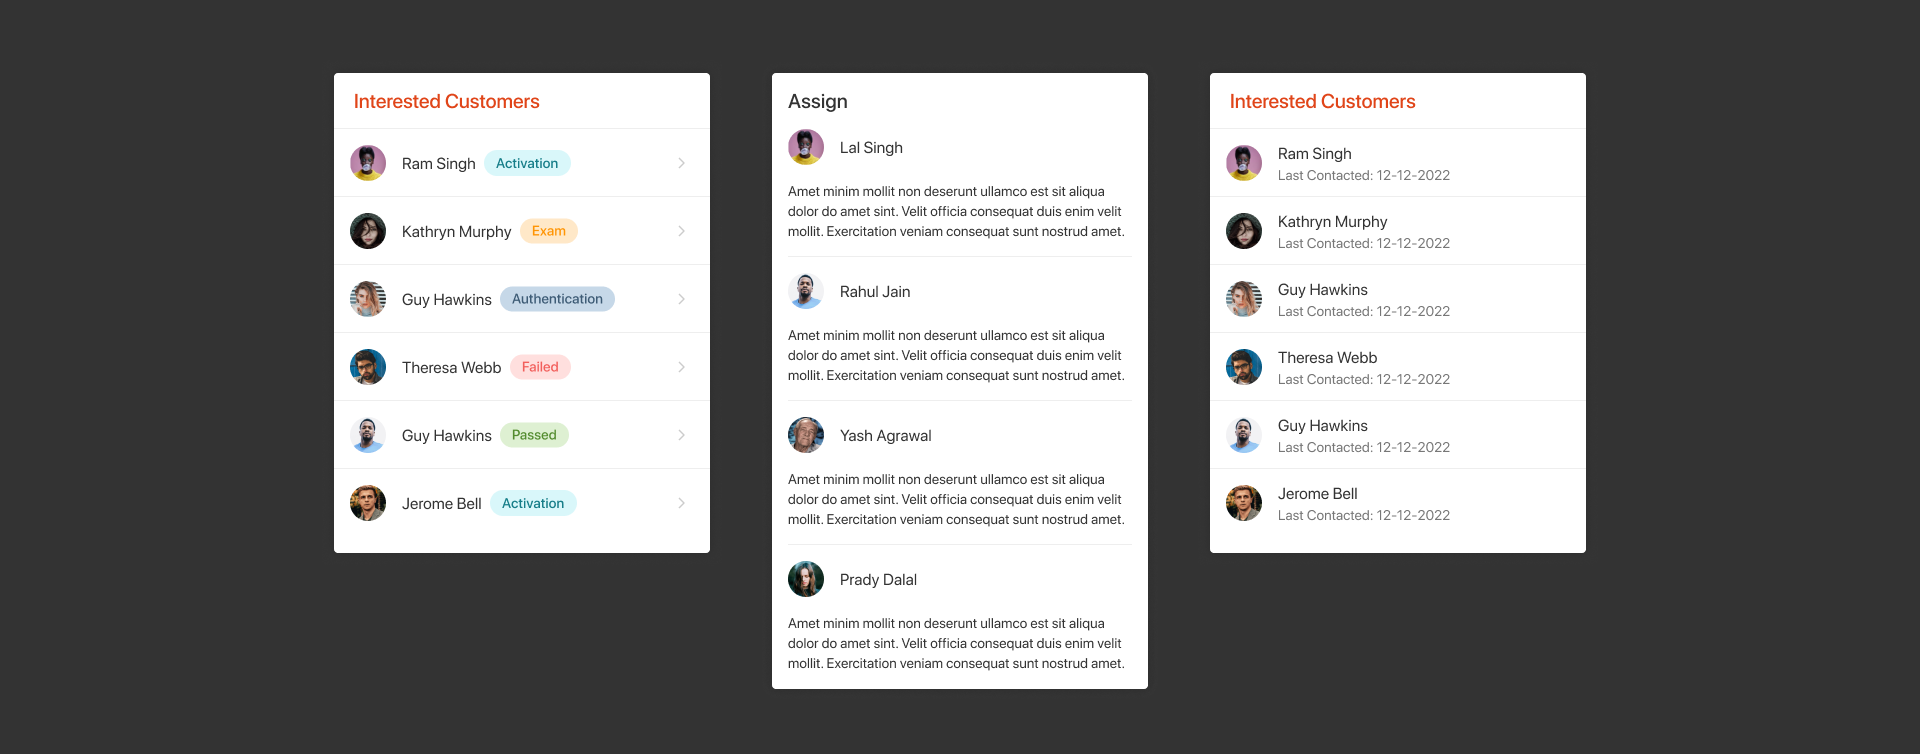 Interested Customers
Ram Singh Activation
Kathryn Murphy Exam
Guy Hawkins Authentication
Theresa Webb Failed
Guy Hawkins Passed
Jerome Bell Activation
Assign
Lal Singh
Amet minim mollit non deserunt ullamco est sit aliqua
dolor do amet sint. Velit officia consequat duis enim velit
mollit. Exercitation veniam consequat sunt nostrud amet.
Rahul Jain
Amet minim mollit non deserunt ullamco est sit aliqua
dolor do amet sint. Velit officia consequat duis enim velit
mollit. Exercitation veniam consequat sunt nostrud amet.
Yash Agrawal
Amet minim mollit non deserunt ullamco est sit aliqua
dolor do amet sint. Velit officia consequat duis enim velit
mollit. Exercitation veniam consequat sunt nostrud amet.
Prady Dalal
Amet minim mollit non deserunt ullamco est sit aliqua
dolor do amet sint. Velit officia consequat duis enim velit
mollit. Exercitation veniam consequat sunt nostrud amet.
Interested Customers
Ram Singh
Last Contacted: 12-12-2022
Kathryn Murphy
Last Contacted: 12-12-2022
Guy Hawkins
Last Contacted: 12-12-2022
Theresa Webb
Last Contacted: 12-12-2022
Guy Hawkins
Last Contacted: 12-12-2022
Jerome Bell
Last Contacted: 12-12-2022